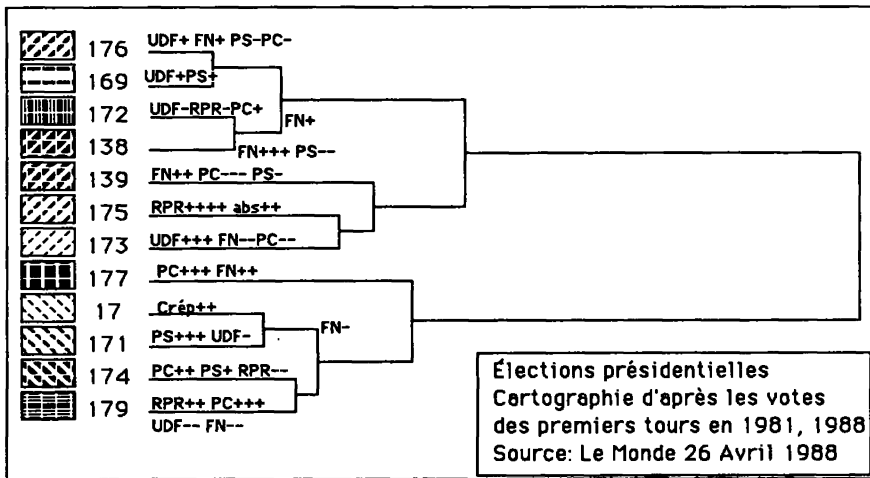 176 UDF+ FN+ PS-PC-
169 UDF+PS+
172 UDF-RPR-PC+
FN+
138 FN+++ PS--
139 FN++ PC--- PS-
175 RPR++++ abs++
173 UDF+++ FN--PC--
177 PC+++ FN++
17 Crép++
FN-
171 PS+++ UDF-
174 PC++ PS+ RPR--
179 RPR++ PC+++
UDF-- FN--
Élections présidentielles
Cartographie d'après les votes
des premiers tours en 1981, 1988
Source: Le Monde 26 Avril 1988